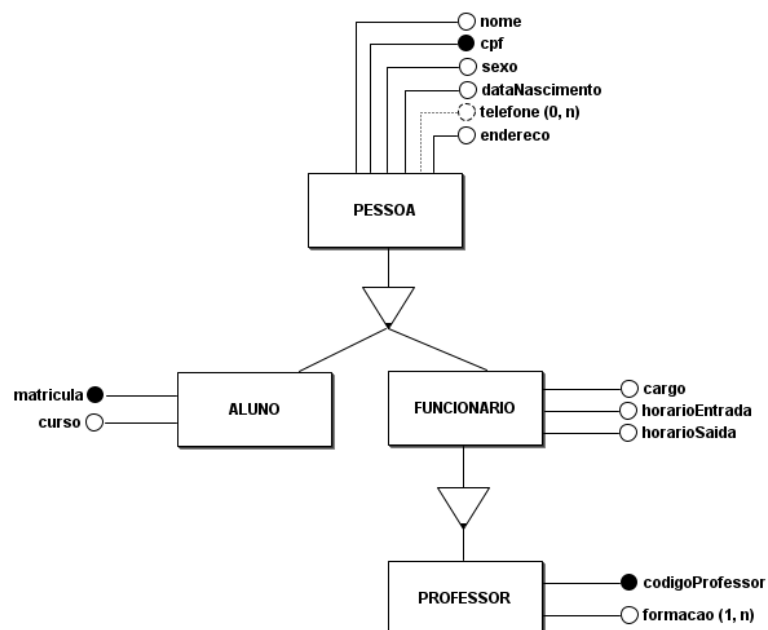 nome
cpf
sexo
dataNascimento
telefone (0, n)
endereco
PESSOA
matricula
curso
ALUNO
FUNCIONARIO
cargo
horarioEntrada
horarioSaida
PROFESSOR
codigoProfessor
formacao (1, n)